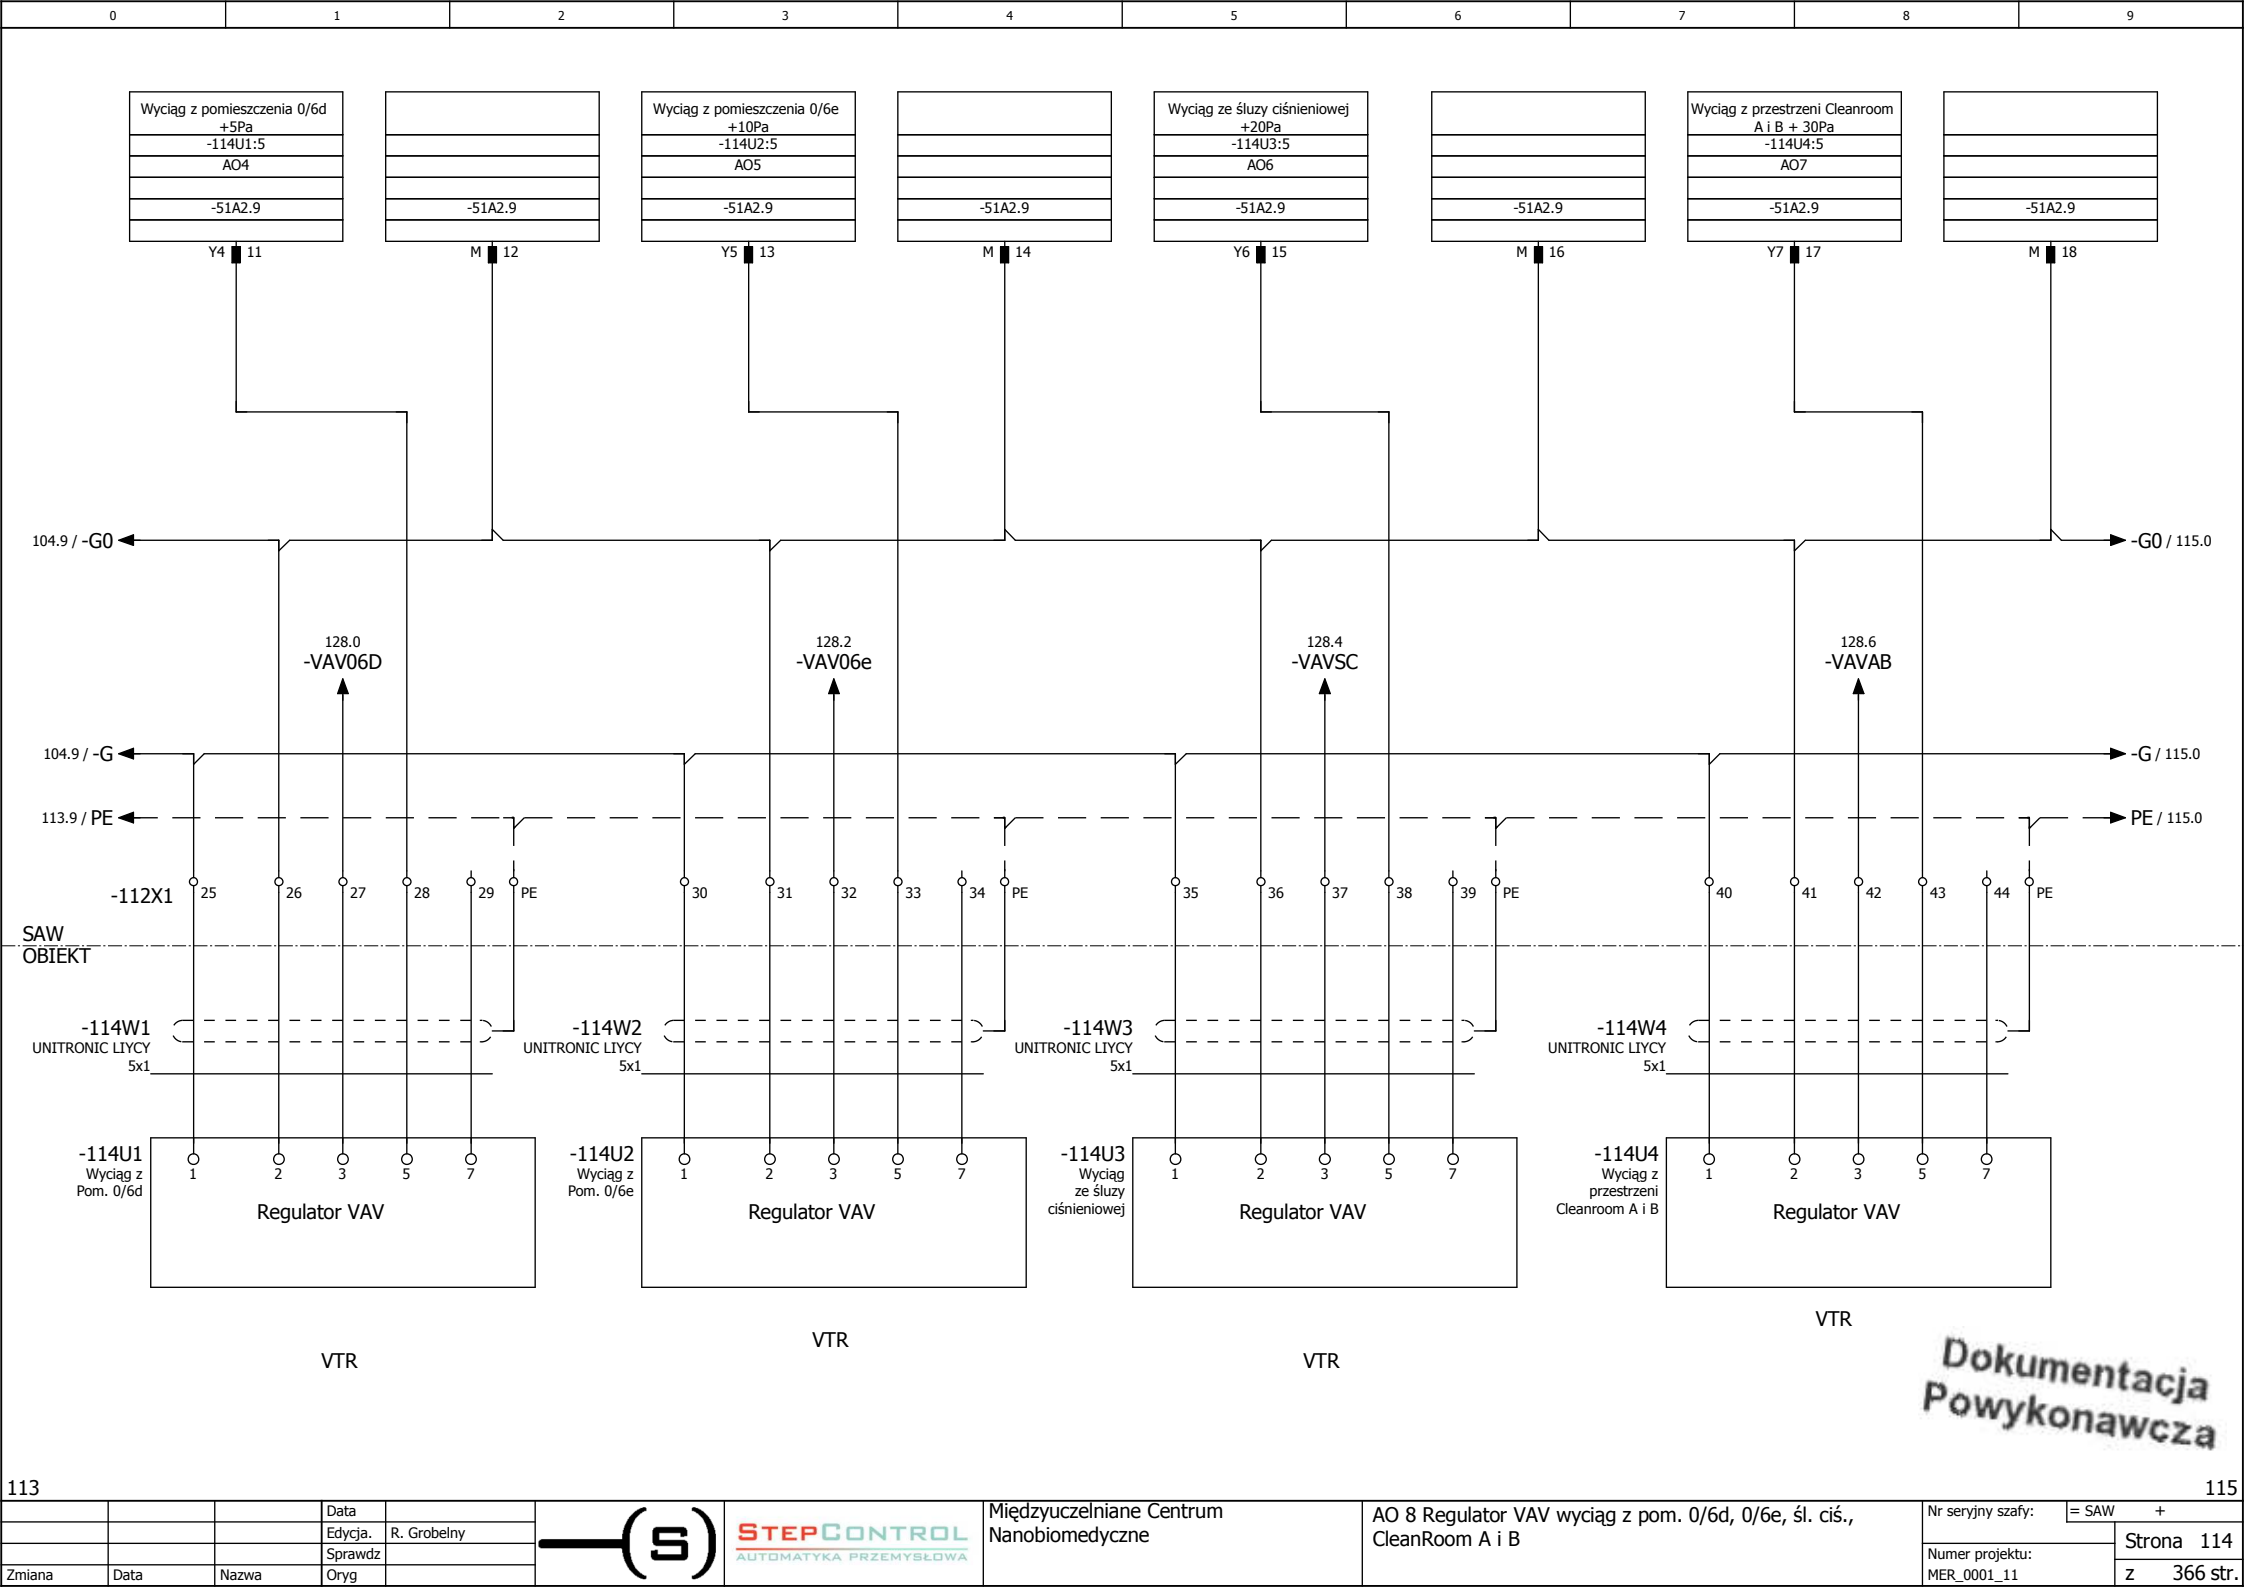 0 1 2 3 4 5 6 7 8 9
Wyciąg z pomieszczenia 0/6d
+5Pa
-114U1:5
AO4
-51A2.9
Y4 11
-51A2.9
M 12
Wyciąg z pomieszczenia 0/6e
+10Pa
-114U2:5
AO5
-51A2.9
Y5 13
-51A2.9
M 14
Wyciąg ze śluzy ciśnieniowej
+20Pa
-114U3:5
AO6
-51A2.9
Y6 15
-51A2.9
M 16
Wyciąg z przestrzeni Cleanroom
A i B + 30Pa
-114U4:5
AO7
-51A2.9
Y7 17
-51A2.9
M 18
104.9 / -G0
-G0 / 115.0
128.0
-VAV06D
128.2
-VAV06e
128.4
-VAVSC
128.6
-VAVAB
104.9 / -G
-G / 115.0
113.9 / PE
PE / 115.0
-112X1 25 26 27 28 29 PE 30 31 32 33 34 PE 35 36 37 38 39 PE 40 41 42 43 44 PE
SAW
OBIEKT
-114W1
UNITRONIC LIYCY
5x1
-114W2
UNITRONIC LIYCY
5x1
-114W3
UNITRONIC LIYCY
5x1
-114W4
UNITRONIC LIYCY
5x1
-114U1
Wyciąg z
Pom. 0/6d
1 2 3 5 7
Regulator VAV
-114U2
Wyciąg z
Pom. 0/6e
1 2 3 5 7
Regulator VAV
-114U3
Wyciąg
ze śluzy
ciśnieniowej
1 2 3 5 7
Regulator VAV
-114U4
Wyciąg z
przestrzeni
Cleanroom A i B
1 2 3 5 7
Regulator VAV
VTR
VTR
VTR
VTR
Dokumentacja
Powykonawcza
113
115
Data
Edycja. R. Grobelny
Sprawdz
Zmiana Data Nazwa Oryg
(S)
STEPCONTROL
AUTOMATYKA PRZEMYSŁOWA
Międzyuczelniane Centrum
Nanobiomedyczne
AO 8 Regulator VAV wyciąg z pom. 0/6d, 0/6e, śl. ciś.,
CleanRoom A i B
Nr seryjny szafy:
= SAW +
Numer projektu:
MER_0001_11
Strona 114
z 366 str.